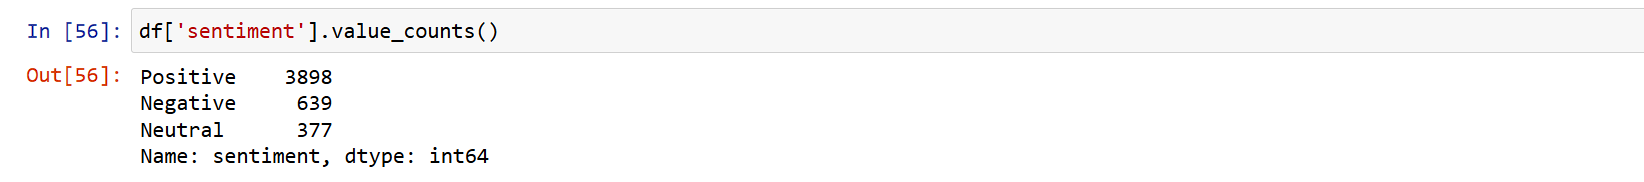 In [56]: df['sentiment'].value_counts()
Out[56]: Positive    3898
Negative     639
Neutral      377
Name: sentiment, dtype: int64